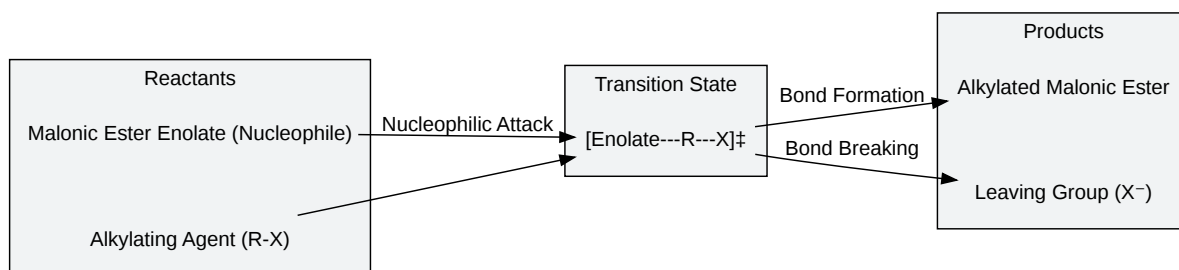 Reactants
Malonic Ester Enolate (Nucleophile)
Alkylating Agent (R-X)
Nucleophilic Attack
Transition State
[Enolate---R---X]‡
Bond Formation
Bond Breaking
Products
Alkylated Malonic Ester
Leaving Group (X⁻)